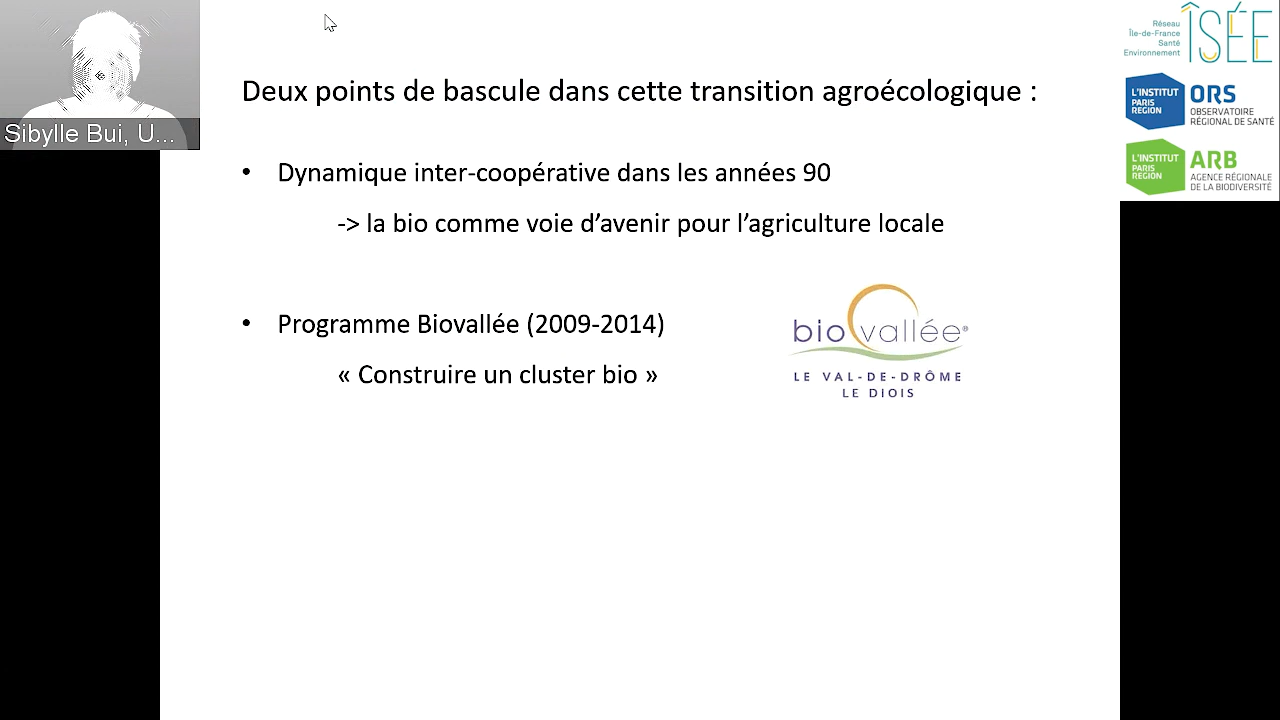 Sibylle Bui, U...
Deux points de bascule dans cette transition agroécologique :
• Dynamique inter-coopérative dans les années 90
-> la bio comme voie d’avenir pour l’agriculture locale
• Programme Biovallée (2009-2014)
« Construire un cluster bio »
biovallée®
LE VAL-DE-DRÔME
LE DIOIS
Réseau
Île-de-France
Santé
Environnement
ÎSÉE
L'INSTITUT
PARIS
REGION
ORS
OBSERVATOIRE
RÉGIONAL DE SANTÉ
L'INSTITUT
PARIS
REGION
ARB
AGENCE RÉGIONALE
DE LA BIODIVERSITÉ